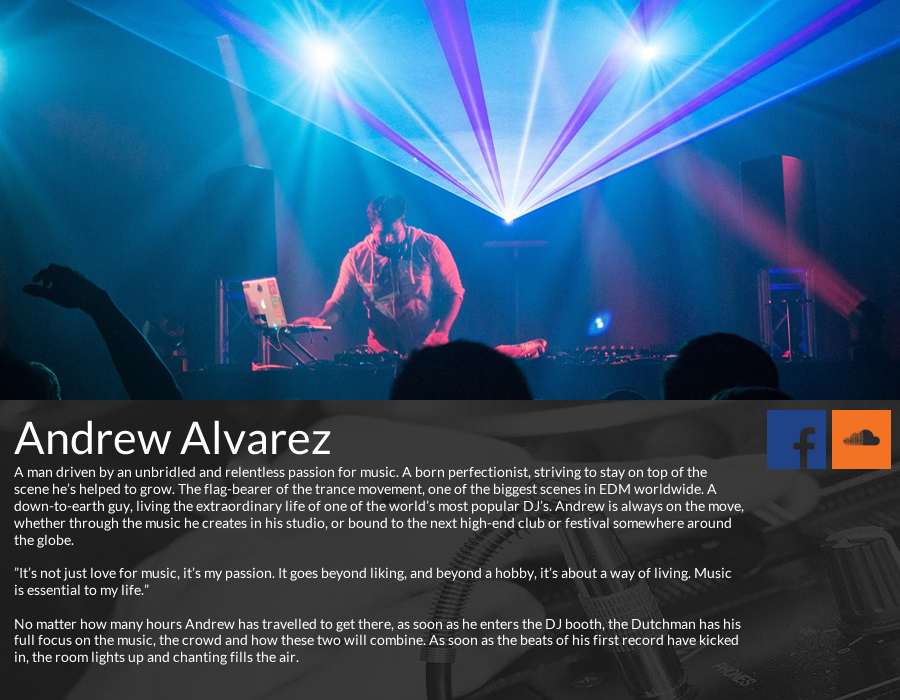 Andrew Alvarez
A man driven by an unbridled and relentless passion for music. A born perfectionist, striving to stay on top of the
scene he's helped to grow. The flag-bearer of the trance movement, one of the biggest scenes in EDM worldwide. A
down-to-earth guy, living the extraordinary life of one of the world's most popular DJ's. Andrew is always on the move,
whether through the music he creates in his studio, or bound to the next high-end club or festival somewhere around
the globe.
"It's not just love for music, it's my passion. It goes beyond liking, and beyond a hobby, it's about a way of living. Music
is essential to my life."
No matter how many hours Andrew has travelled to get there, as soon as he enters the DJ booth, the Dutchman has his
full focus on the music, the crowd and how these two will combine. As soon as the beats of his first record have kicked
in, the room lights up and chanting fills the air.
PHONES